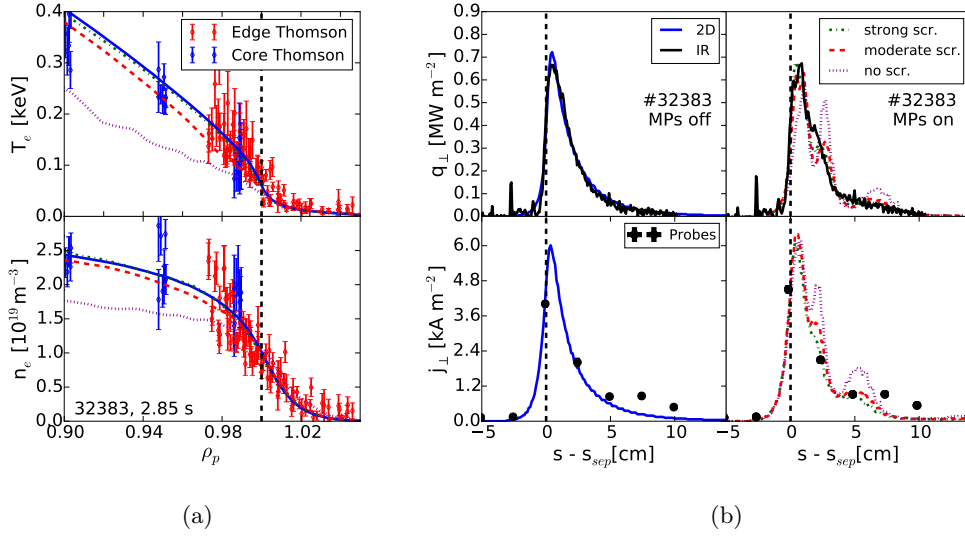 0.4
0.3
0.2
0.1
0.0
T_e [keV]
Edge Thomson
Core Thomson
2.5
2.0
1.5
1.0
0.5
0.0
n_e [10^19 m^-3]
32383, 2.85 s
0.90 0.94 0.98 1.02
ρ_p
(a)
0.9
0.8
0.7
0.6
0.5
0.4
0.3
0.2
0.1
0.0
q_⊥ [MW m^-2]
2D
IR
#32383
MPs off
strong scr.
moderate scr.
no scr.
#32383
MPs on
6.0
4.8
3.6
2.4
1.2
0.0
j_⊥ [kA m^-2]
Probes
−5 0 5 10
s - s_sep[cm]
−5 0 5 10
s - s_sep[cm]
(b)